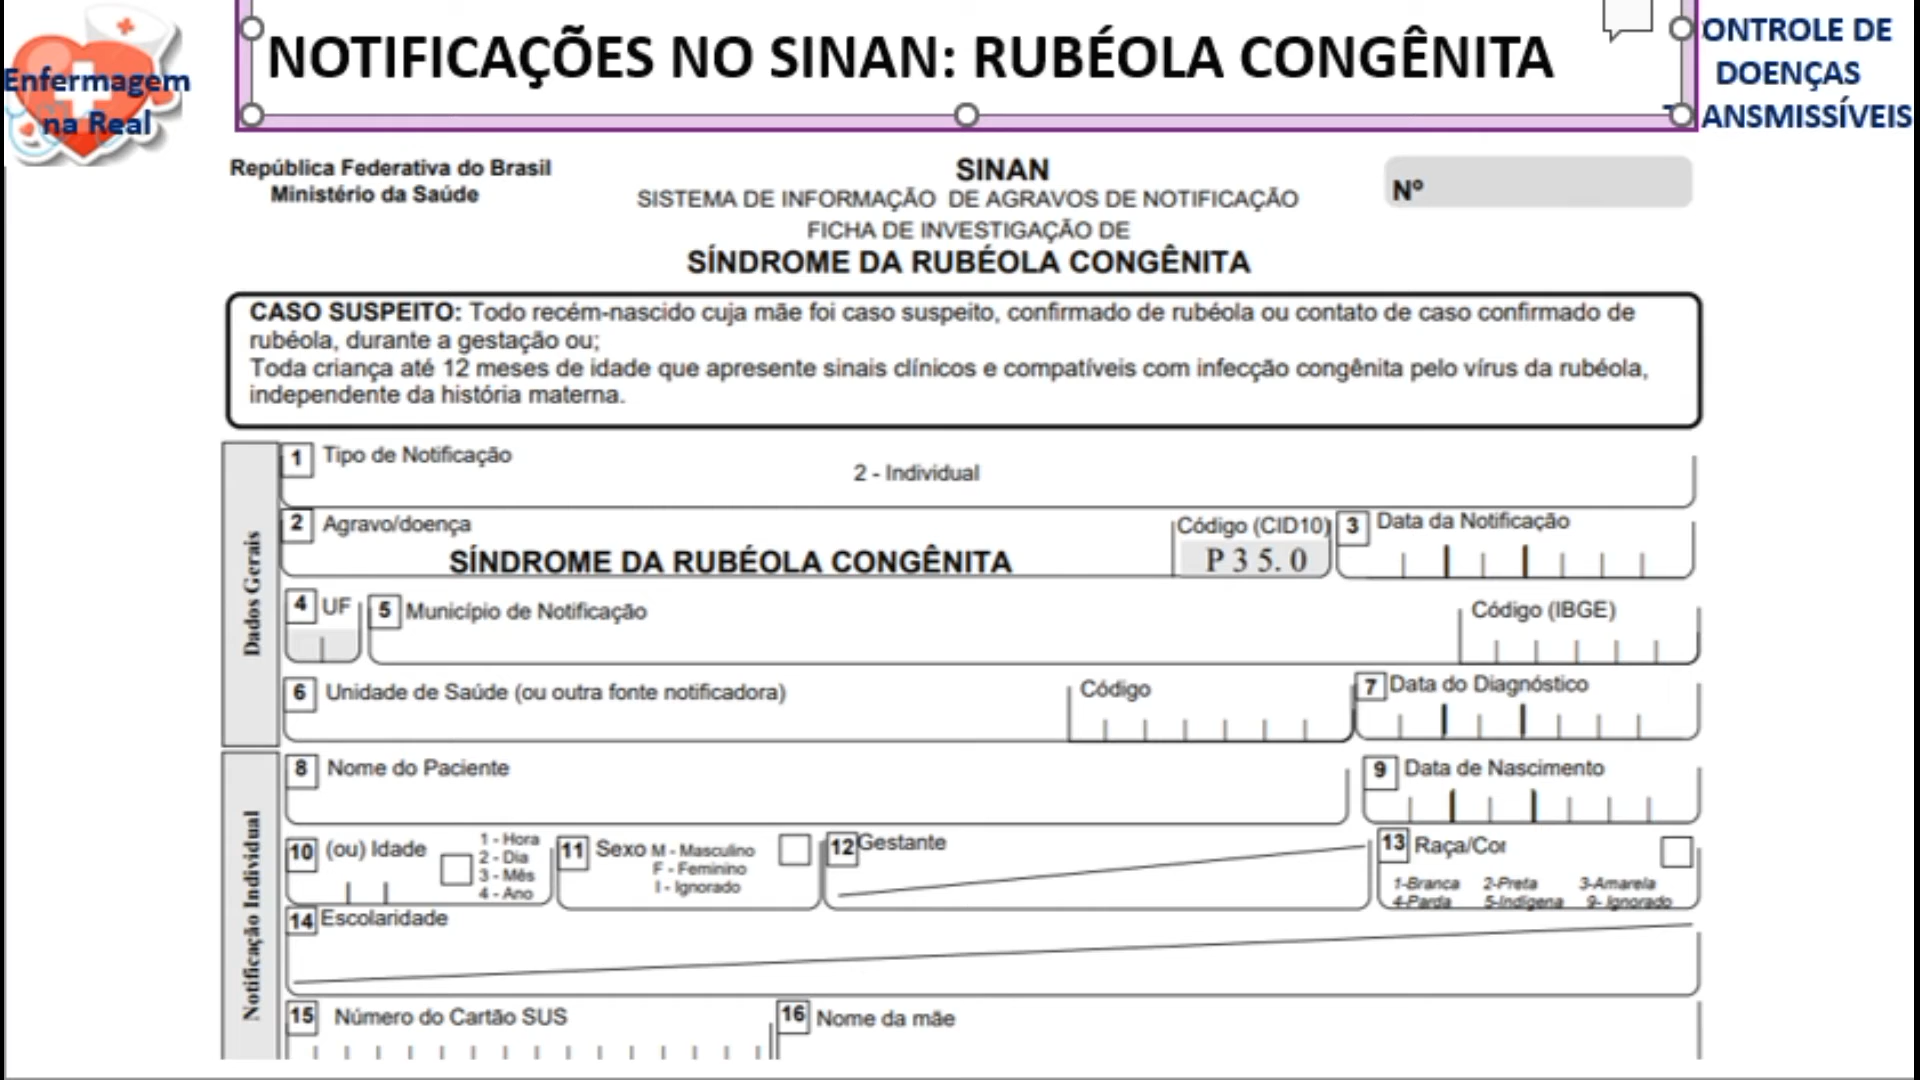 Enfermagem
na Real
NOTIFICAÇÕES NO SINAN: RUBÉOLA CONGÊNITA
ONTROLE DE
DOENÇAS
ANSMISSÍVEIS
República Federativa do Brasil
Ministério da Saúde
SINAN
SISTEMA DE INFORMAÇÃO DE AGRAVOS DE NOTIFICAÇÃO
FICHA DE INVESTIGAÇÃO DE
SÍNDROME DA RUBÉOLA CONGÊNITA
Nº
CASO SUSPEITO: Todo recém-nascido cuja mãe foi caso suspeito, confirmado de rubéola ou contato de caso confirmado de
rubéola, durante a gestação ou;
Toda criança até 12 meses de idade que apresente sinais clínicos e compatíveis com infecção congênita pelo vírus da rubéola,
independente da história materna.
Dados Gerais
1 Tipo de Notificação
2 - Individual
2 Agravo/doença
SÍNDROME DA RUBÉOLA CONGÊNITA
Código (CID10)
P 3 5. 0
3 Data da Notificação
4 UF
5 Município de Notificação
Código (IBGE)
6 Unidade de Saúde (ou outra fonte notificadora)
Código
7 Data do Diagnóstico
Notificação Individual
8 Nome do Paciente
9 Data de Nascimento
10 (ou) Idade
1 - Hora
2 - Dia
3 - Mês
4 - Ano
11 Sexo M - Masculino
F - Feminino
I - Ignorado
12 Gestante
13 Raça/Cor
1-Branca 2-Preta 3-Amarela
4-Parda 5-Indígena 9- Ignorado
14 Escolaridade
15 Número do Cartão SUS
16 Nome da mãe